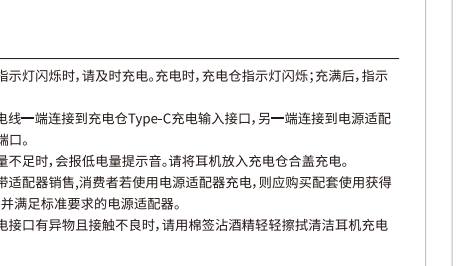 指示灯闪烁时，请及时充电。充电时，充电仓指示灯闪烁；充满后，指示
电线一端连接到充电仓Type-C充电输入接口，另一端连接到电源适配
端口。
量不足时，会报低电量提示音。请将耳机放入充电仓合盖充电。
带适配器销售,消费者若使用电源适配器充电，则应购买配套使用获得
并满足标准要求的电源适配器。
电接口有异物且接触不良时，请用棉签沾酒精轻轻擦拭清洁耳机充电